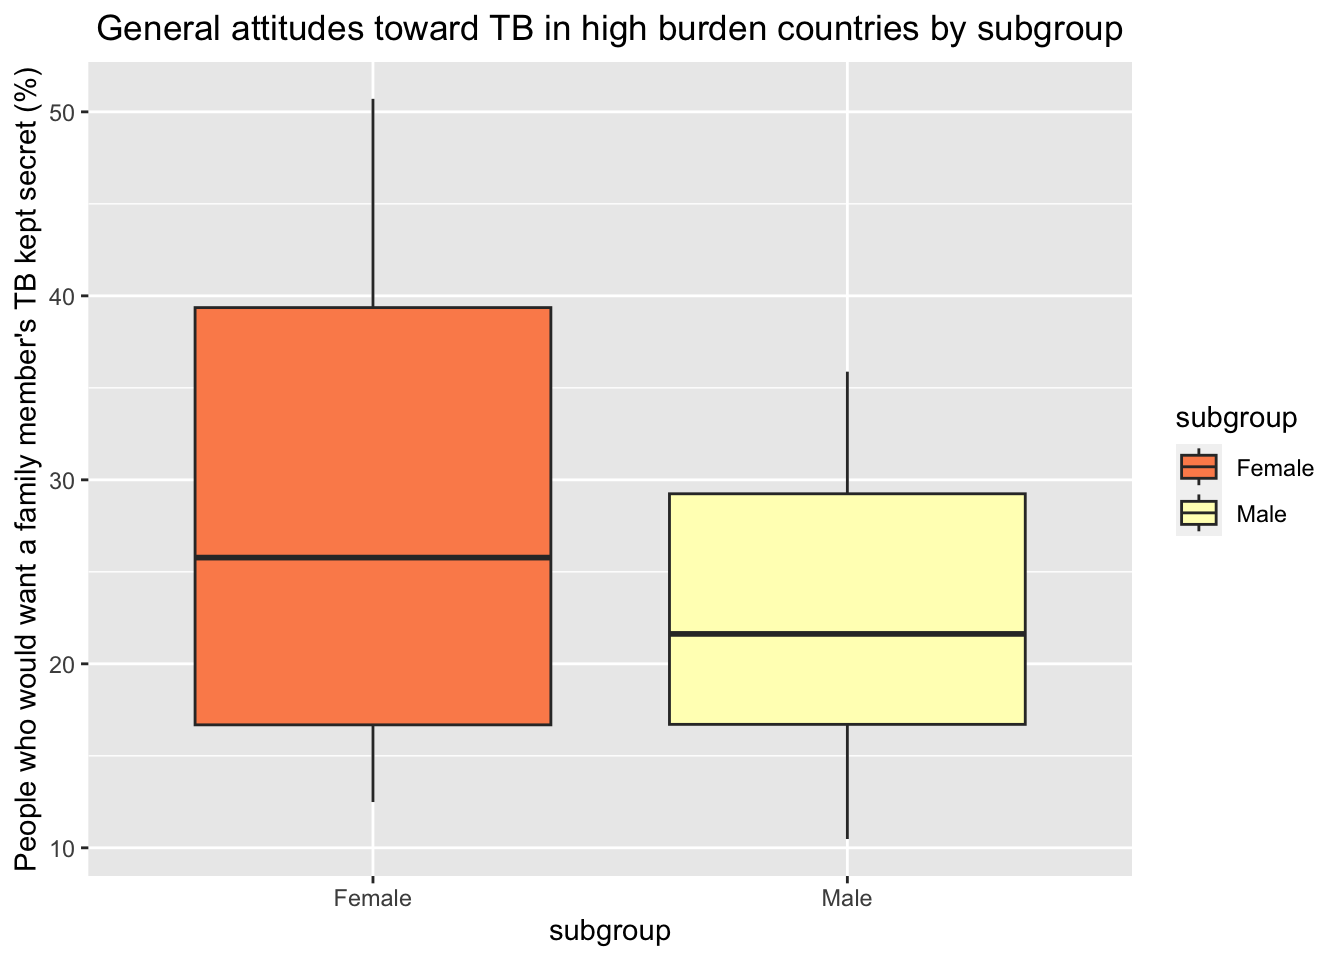 General attitudes toward TB in high burden countries by subgroup
People who would want a family member's TB kept secret (%)
50
40
30
20
10
Female
Male
subgroup
subgroup
Female
Male